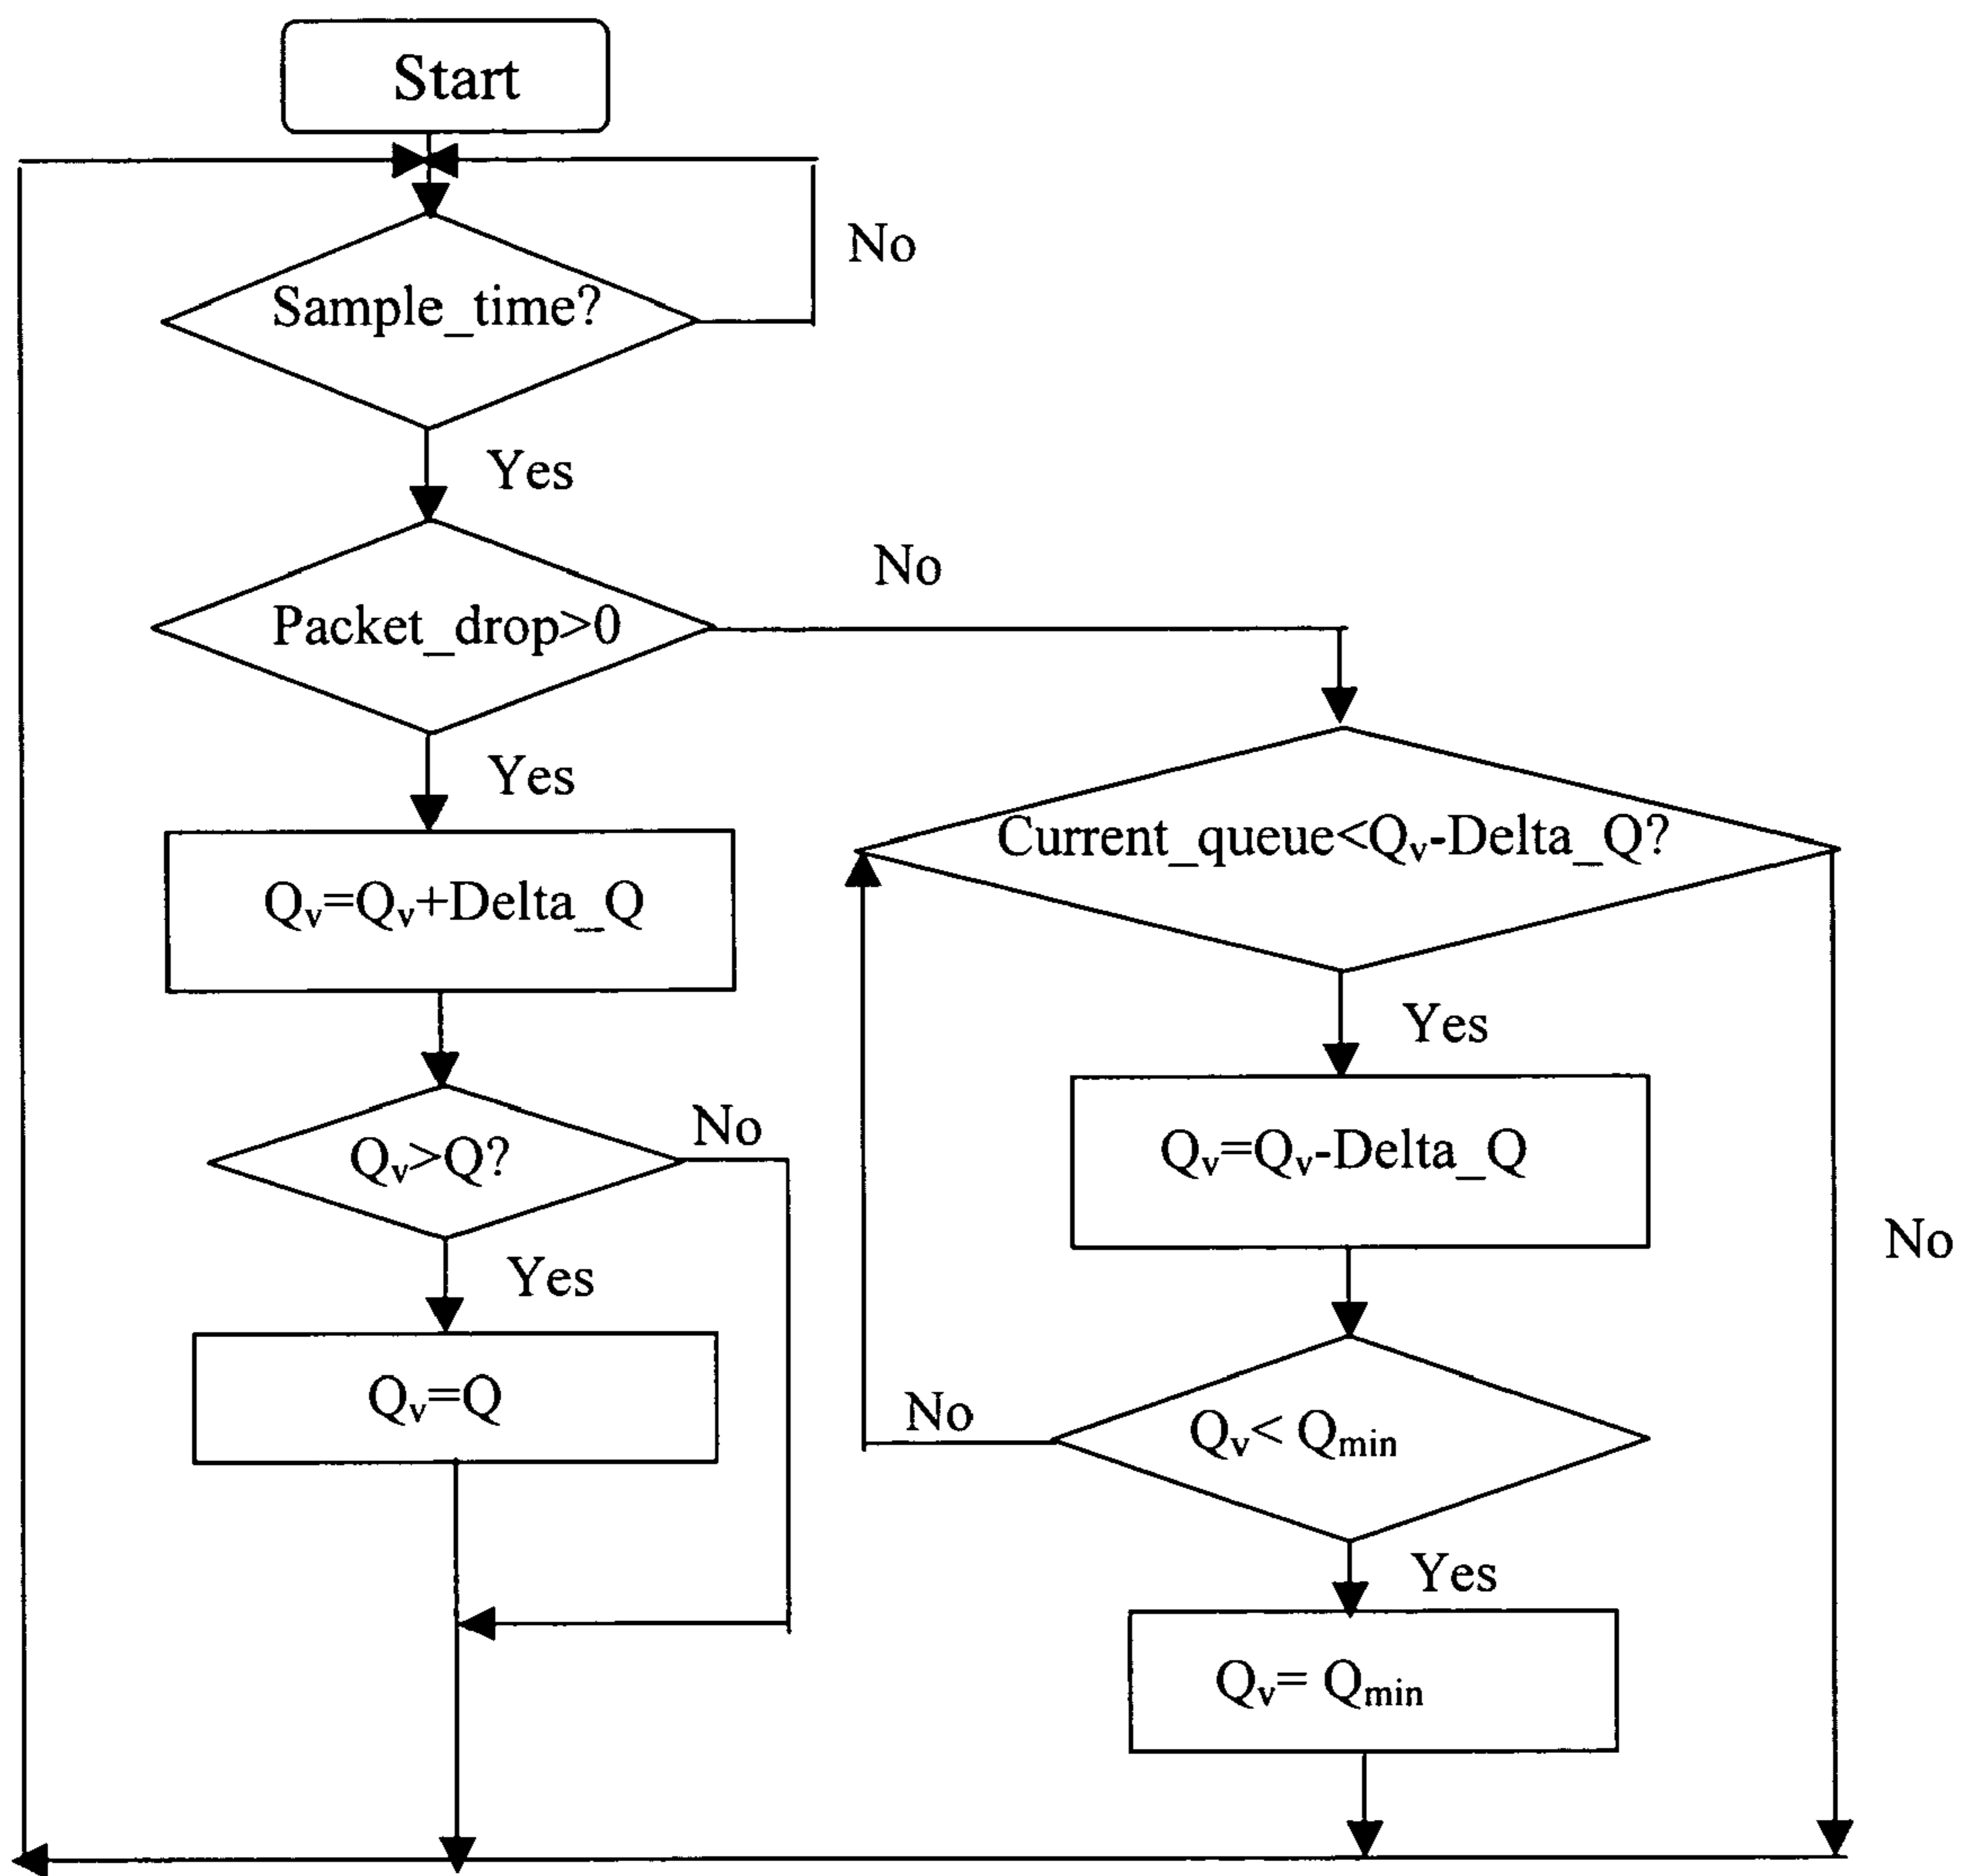 Start
No
Sample_time?
Yes
No
Packet_drop>0
Yes
Current_queue<Qᵥ-Delta_Q?
Qᵥ=Qᵥ+Delta_Q
Yes
No
Qᵥ>Q?
Qᵥ=Qᵥ-Delta_Q
No
Yes
Qᵥ=Q
No
Qᵥ< Qmin
Yes
Qᵥ= Qmin